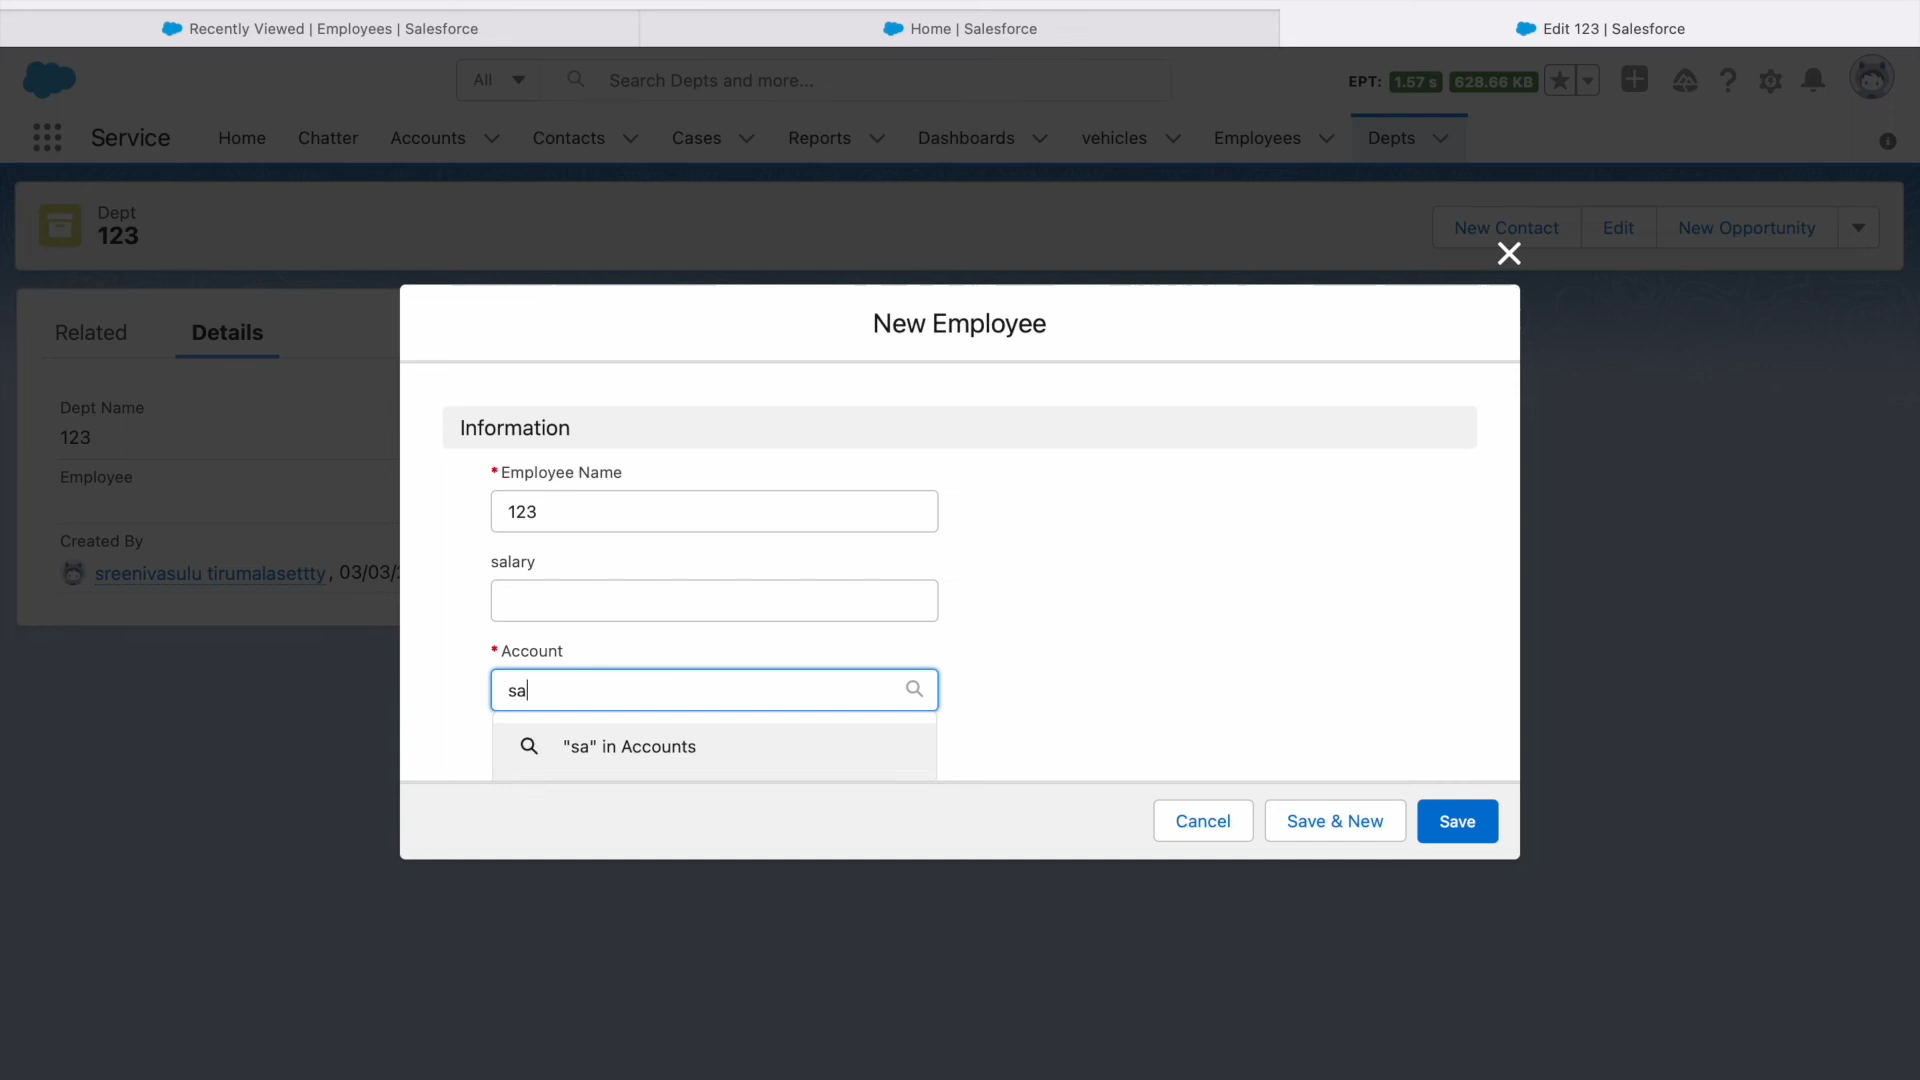 Recently Viewed | Employees | Salesforce
Home | Salesforce
Edit 123 | Salesforce
All
Search Depts and more...
EPT: 1.57 s 628.66 KB
Service
Home
Chatter
Accounts
Contacts
Cases
Reports
Dashboards
vehicles
Employees
Depts
Dept
123
New Contact
Edit
New Opportunity
Related
Details
Dept Name
123
Employee
Created By
sreenivasulu tirumalasettty, 03/03/
New Employee
Information
*Employee Name
123
salary
*Account
sa
"sa" in Accounts
Cancel
Save & New
Save